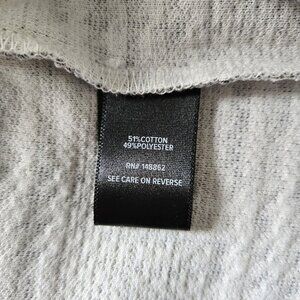 51%COTTON
49%POLYESTER
RN# 148862
SEE CARE ON REVERSE